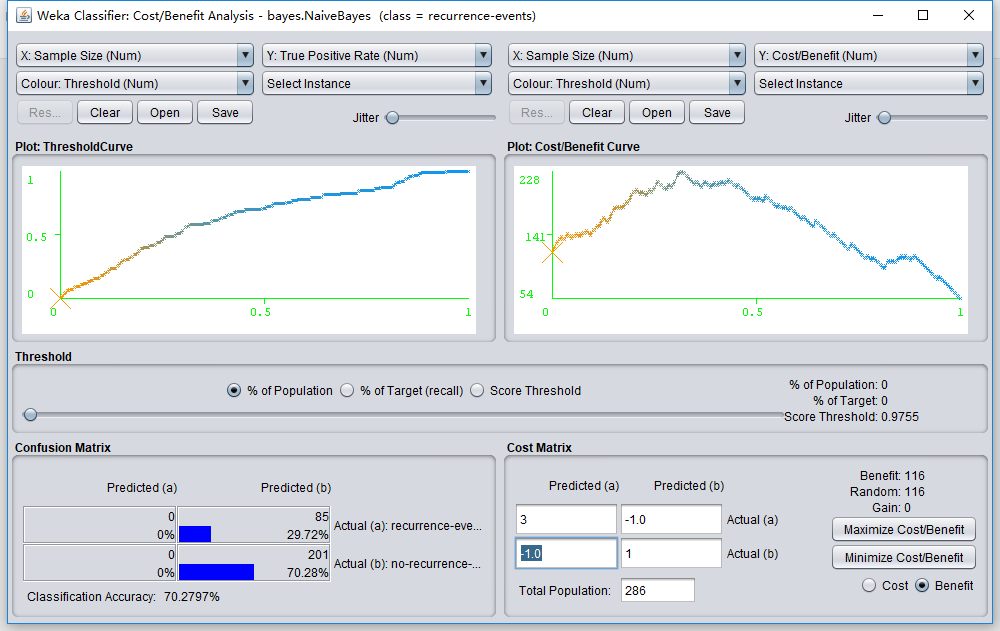 Weka Classifier: Cost/Benefit Analysis - bayes.NaiveBayes (class = recurrence-events)
X: Sample Size (Num) Y: True Positive Rate (Num) X: Sample Size (Num) Y: Cost/Benefit (Num)
Colour: Threshold (Num) Select Instance Colour: Threshold (Num) Select Instance
Res... Clear Open Save Jitter Res... Clear Open Save Jitter
Plot: ThresholdCurve
1
0.5
0
0 0.5 1
Plot: Cost/Benefit Curve
228
141
54
0 0.5 1
Threshold
% of Population % of Target (recall) Score Threshold
% of Population: 0
% of Target: 0
Score Threshold: 0.9755
Confusion Matrix
Predicted (a) Predicted (b)
0 85
0% 29.72% Actual (a): recurrence-eve...
0 201
0% 70.28% Actual (b): no-recurrence-...
Classification Accuracy: 70.2797%
Cost Matrix
Predicted (a) Predicted (b)
3 -1.0 Actual (a)
-1.0 1 Actual (b)
Total Population: 286
Benefit: 116
Random: 116
Gain: 0
Maximize Cost/Benefit
Minimize Cost/Benefit
Cost Benefit